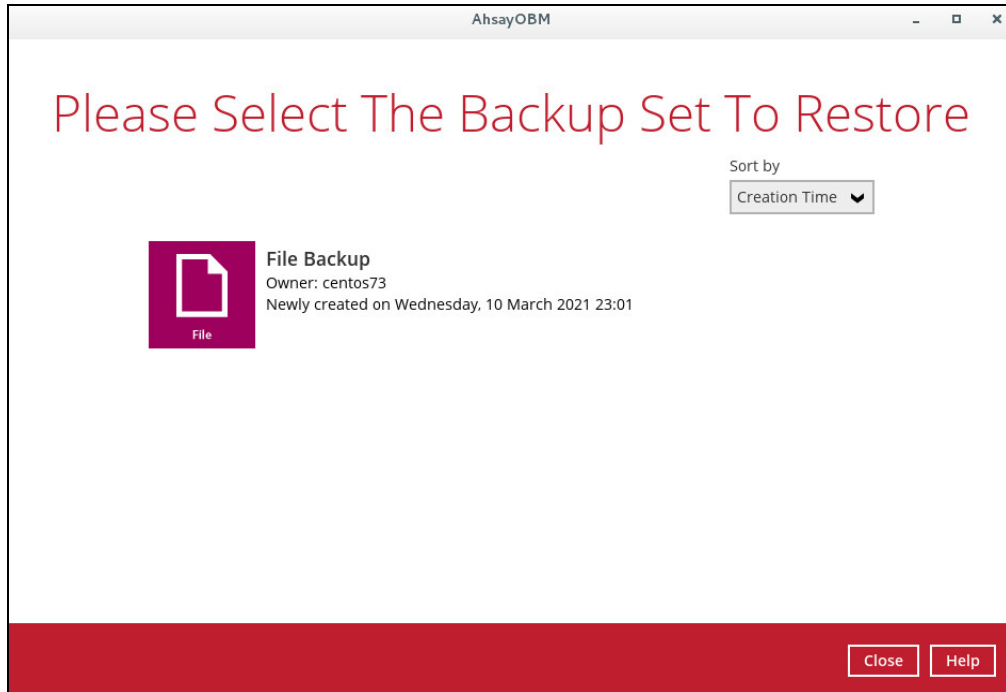 AhsayOBM
Please Select The Backup Set To Restore
Sort by
Creation Time
File Backup
Owner: centos73
Newly created on Wednesday, 10 March 2021 23:01
File
Close
Help